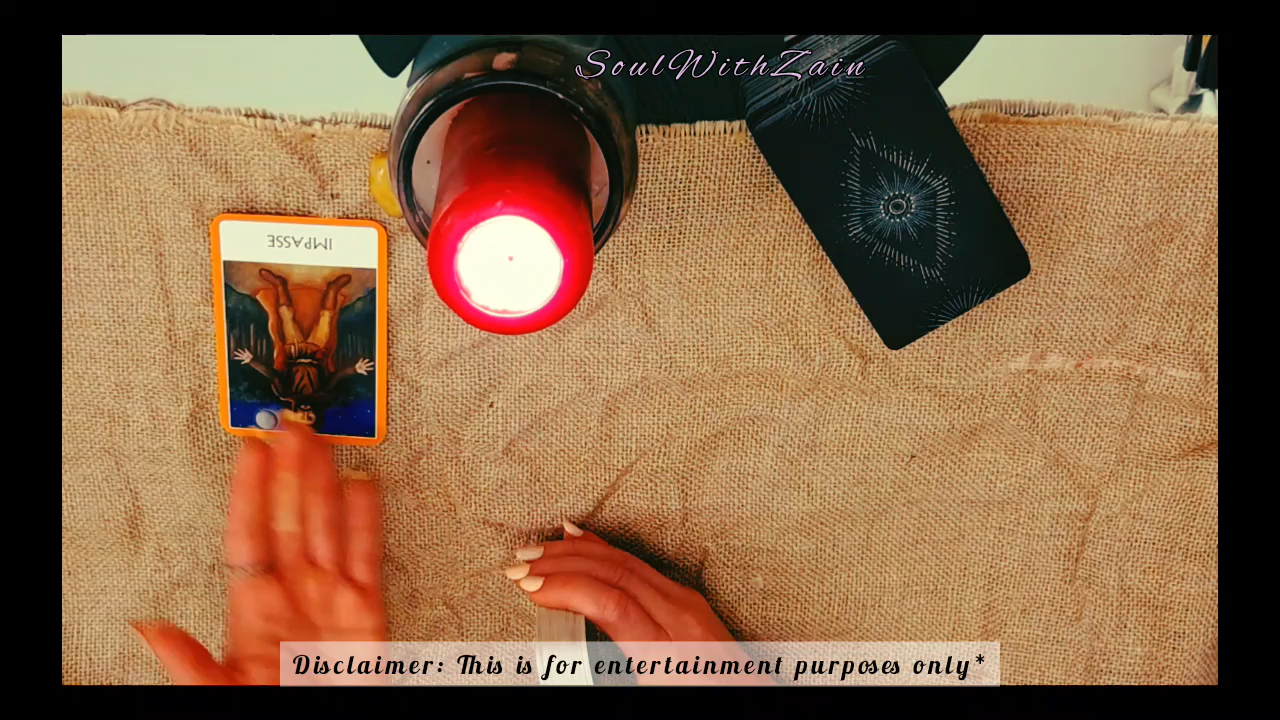 SoulWithZain
IMPASSE
Disclaimer: This is for entertainment purposes only*